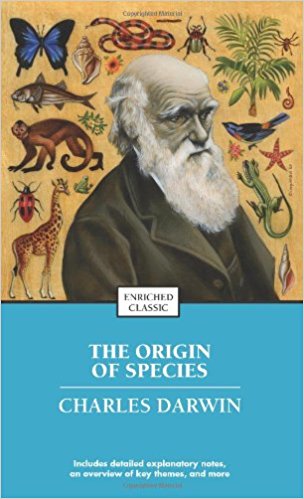 ENRICHED
CLASSIC
THE ORIGIN
OF SPECIES
CHARLES DARWIN
Includes detailed explanatory notes,
an overview of key themes, and more